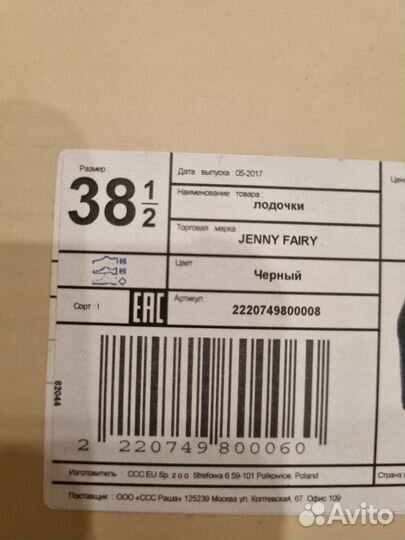 Размер :
38 1/2
Дата выпуска : 05-2017
Наименование товара :
лодочки
Торговая марка :
JENNY FAIRY
Цвет
Черный
Сорт : I
EAC
Артикул :
2220749800008
82044
2 220749 800060
Изготовитель : CCC EU Sp. z o o Strefowa 6 59-101 Polkowice, Poland
Поставщик : ООО «ССС Раша» 125239 Москва ул. Коптевская, 67 Офис 109
Цена
Страна
Avito